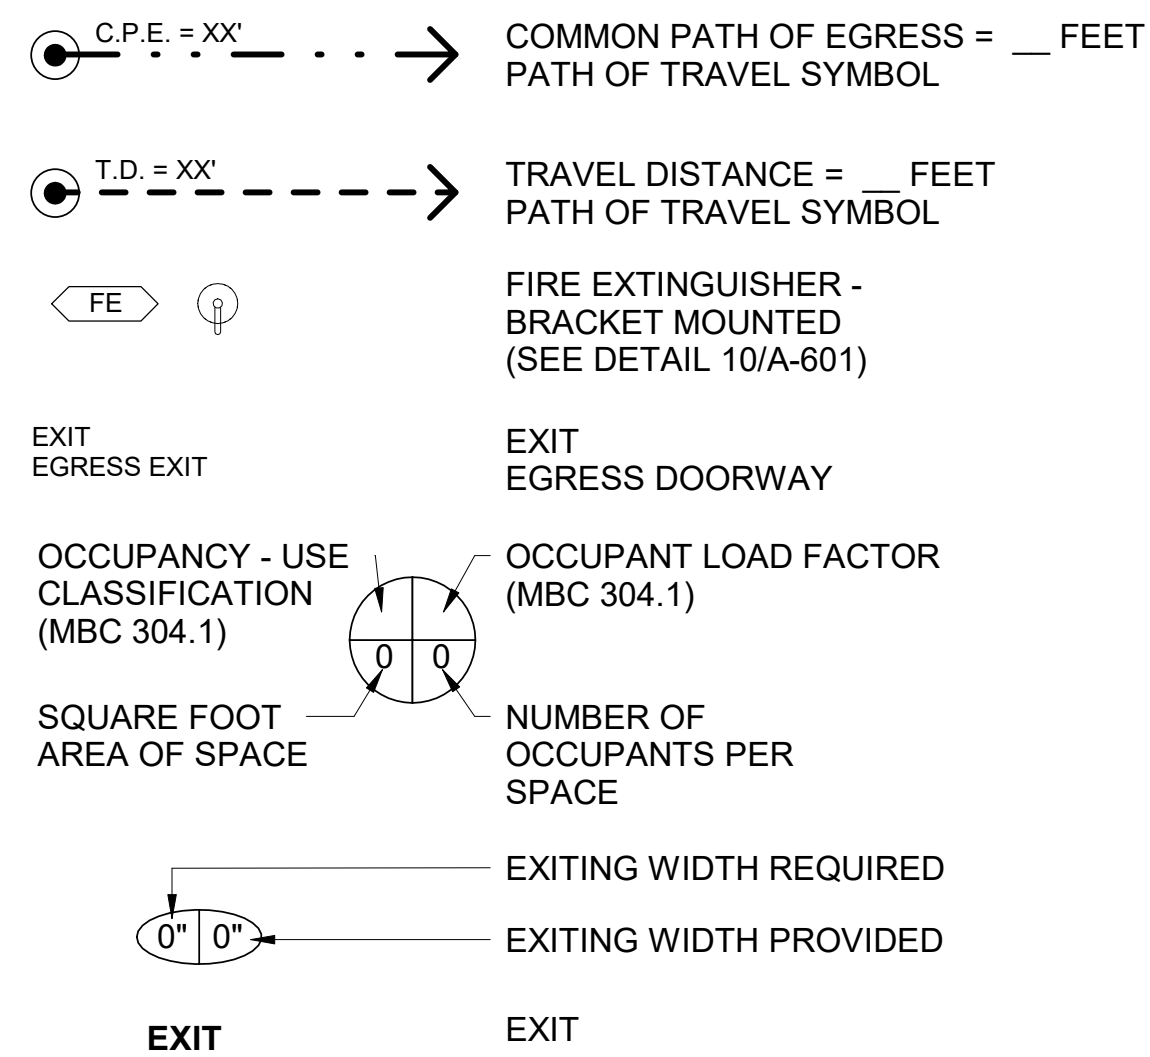 C.P.E. = XX'
COMMON PATH OF EGRESS = __ FEET
PATH OF TRAVEL SYMBOL
T.D. = XX'
TRAVEL DISTANCE = __ FEET
PATH OF TRAVEL SYMBOL
FE
FIRE EXTINGUISHER -
BRACKET MOUNTED
(SEE DETAIL 10/A-601)
EXIT
EGRESS EXIT
EXIT
EGRESS DOORWAY
OCCUPANCY - USE
CLASSIFICATION
(MBC 304.1)
OCCUPANT LOAD FACTOR
(MBC 304.1)
0 0
SQUARE FOOT
AREA OF SPACE
NUMBER OF
OCCUPANTS PER
SPACE
EXITING WIDTH REQUIRED
0" 0"
EXITING WIDTH PROVIDED
EXIT
EXIT